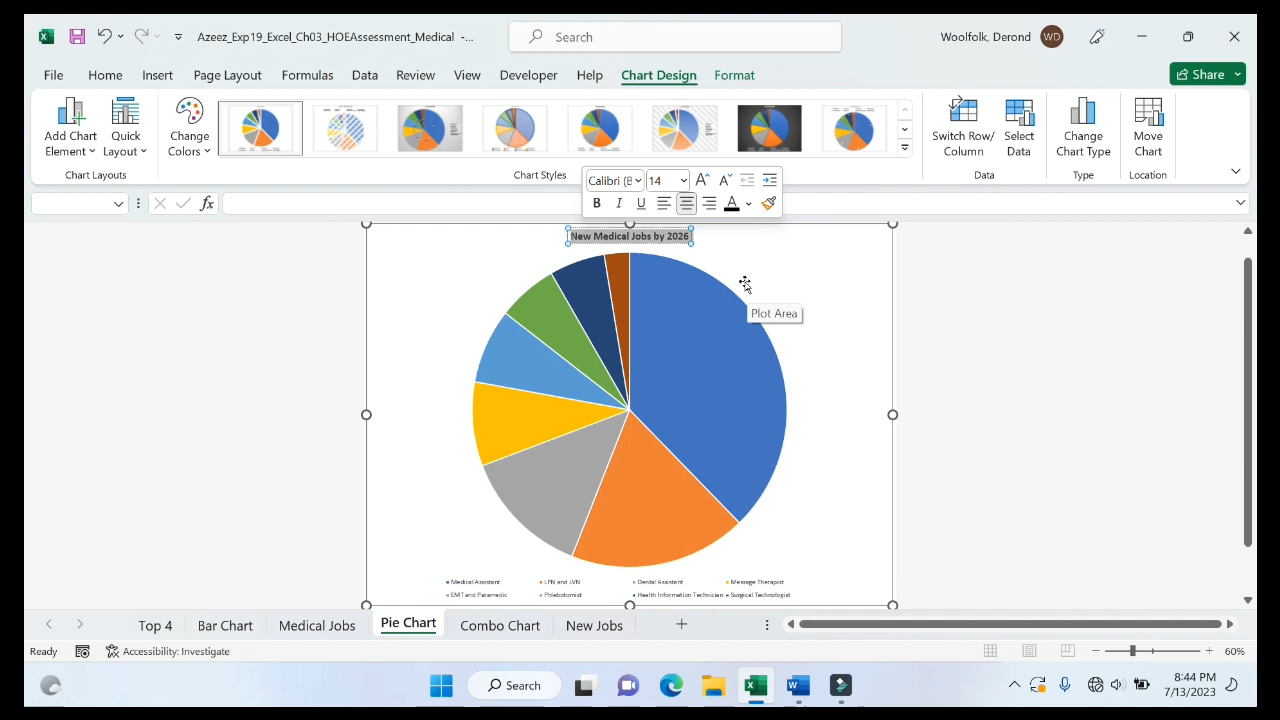 Azeez_Exp19_Excel_Ch03_HOEAssessment_Medical -...
Search
Woolfolk, Derond
WD
File
Home
Insert
Page Layout
Formulas
Data
Review
View
Developer
Help
Chart Design
Format
Share
Add Chart
Element
Quick
Layout
Change
Colors
Switch Row/
Column
Select
Data
Change
Chart Type
Move
Chart
Chart Layouts
Chart Styles
Data
Type
Location
Calibri (B
14
B I U A
fx
New Medical Jobs by 2026
Plot Area
Medical Assistant
LPN and LVN
Dental Assistant
Message Therapist
EMT and Paramedic
Phlebotomist
Health Information Technician
Surgical Technologist
Top 4
Bar Chart
Medical Jobs
Pie Chart
Combo Chart
New Jobs
Ready
Accessibility: Investigate
60%
Search
8:44 PM
7/13/2023